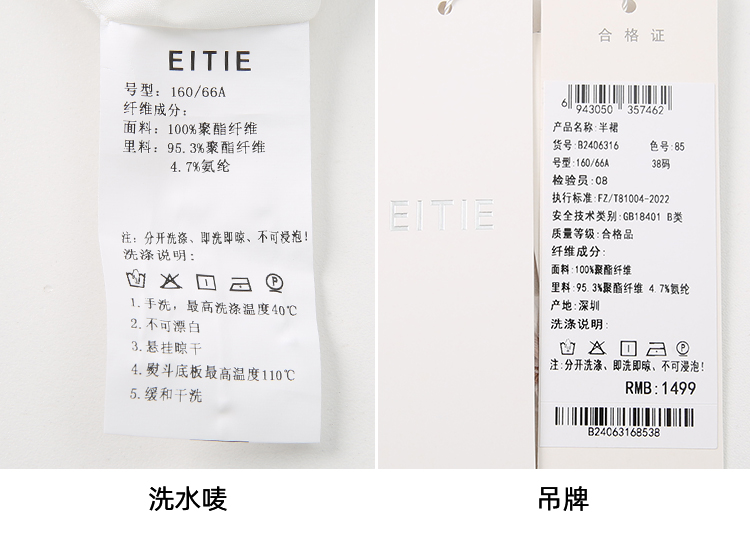 EITIE
号型: 160/66A
纤维成分:
面料: 100%聚酯纤维
里料: 95.3%聚酯纤维
4.7%氨纶
注: 分开洗涤、即洗即晾、不可浸泡!
洗涤说明:
1.手洗，最高洗涤温度40℃
2.不可漂白
3.悬挂晾干
4.熨斗底板最高温度110℃
5.缓和干洗
洗水唛
EITIE
合格证
6 943050 357462
产品名称:半裙
货号:B2406316 色号:85
号型:160/66A 38码
检验员:08
执行标准:FZ/T81004-2022
安全技术类别:GB18401 B类
质量等级:合格品
纤维成分:
面料:100%聚酯纤维
里料:95.3%聚酯纤维 4.7%氨纶
产地:深圳
洗涤说明:
注:分开洗涤、即洗即晾、不可浸泡!
RMB:1499
B24063168538
吊牌